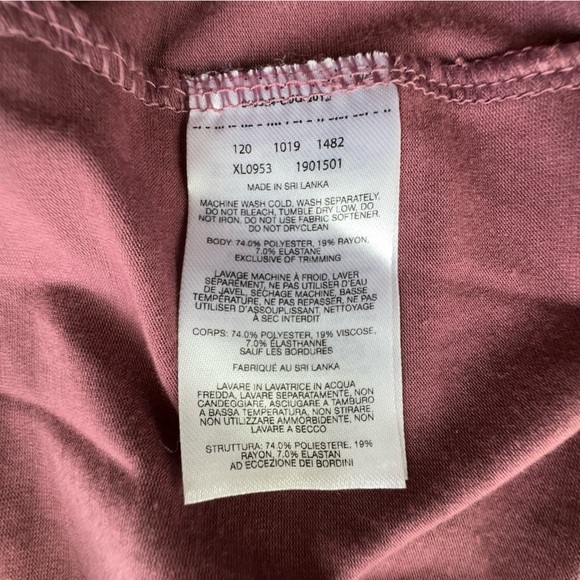 120 1019 1482
XL0953 1901501
MADE IN SRI LANKA
MACHINE WASH COLD, WASH SEPARATELY,
DO NOT BLEACH, TUMBLE DRY LOW, DO
NOT IRON, DO NOT USE FABRIC SOFTENER,
DO NOT DRYCLEAN
BODY: 74.0% POLYESTER, 19% RAYON,
7.0% ELASTANE
EXCLUSIVE OF TRIMMING
LAVAGE MACHINE À FROID, LAVER
SÉPARÉMENT, NE PAS UTILISER D'EAU
DE JAVEL, SÉCHAGE MACHINE, BASSE
TEMPÉRATURE, NE PAS REPASSER, NE PAS
UTILISER D'ASSOUPLISSANT, NETTOYAGE
À SEC INTERDIT
CORPS: 74.0% POLYESTER, 19% VISCOSE,
7.0% ÉLASTHANNE
SAUF LES BORDURES
FABRIQUÉ AU SRI LANKA
LAVARE IN LAVATRICE IN ACQUA
FREDDA, LAVARE SEPARATAMENTE, NON
CANDEGGIARE, ASCIUGARE A TAMBURO
A BASSA TEMPERATURA, NON STIRARE,
NON UTILIZZARE AMMORBIDENTE, NON
LAVARE A SECCO
STRUTTURA: 74.0% POLIESTERE, 19%
RAYON, 7.0% ELASTAN
AD ECCEZIONE DEI BORDINI